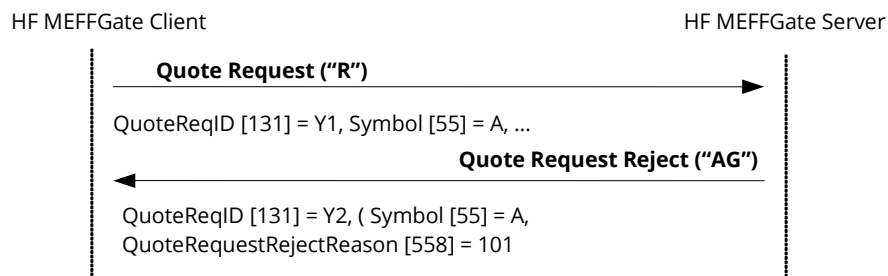 HF MEFFGate Client
HF MEFFGate Server
Quote Request (“R”)
QuoteReqID [131] = Y1, Symbol [55] = A, ...
Quote Request Reject (“AG”)
QuoteReqID [131] = Y2, ( Symbol [55] = A,
QuoteRequestRejectReason [558] = 101